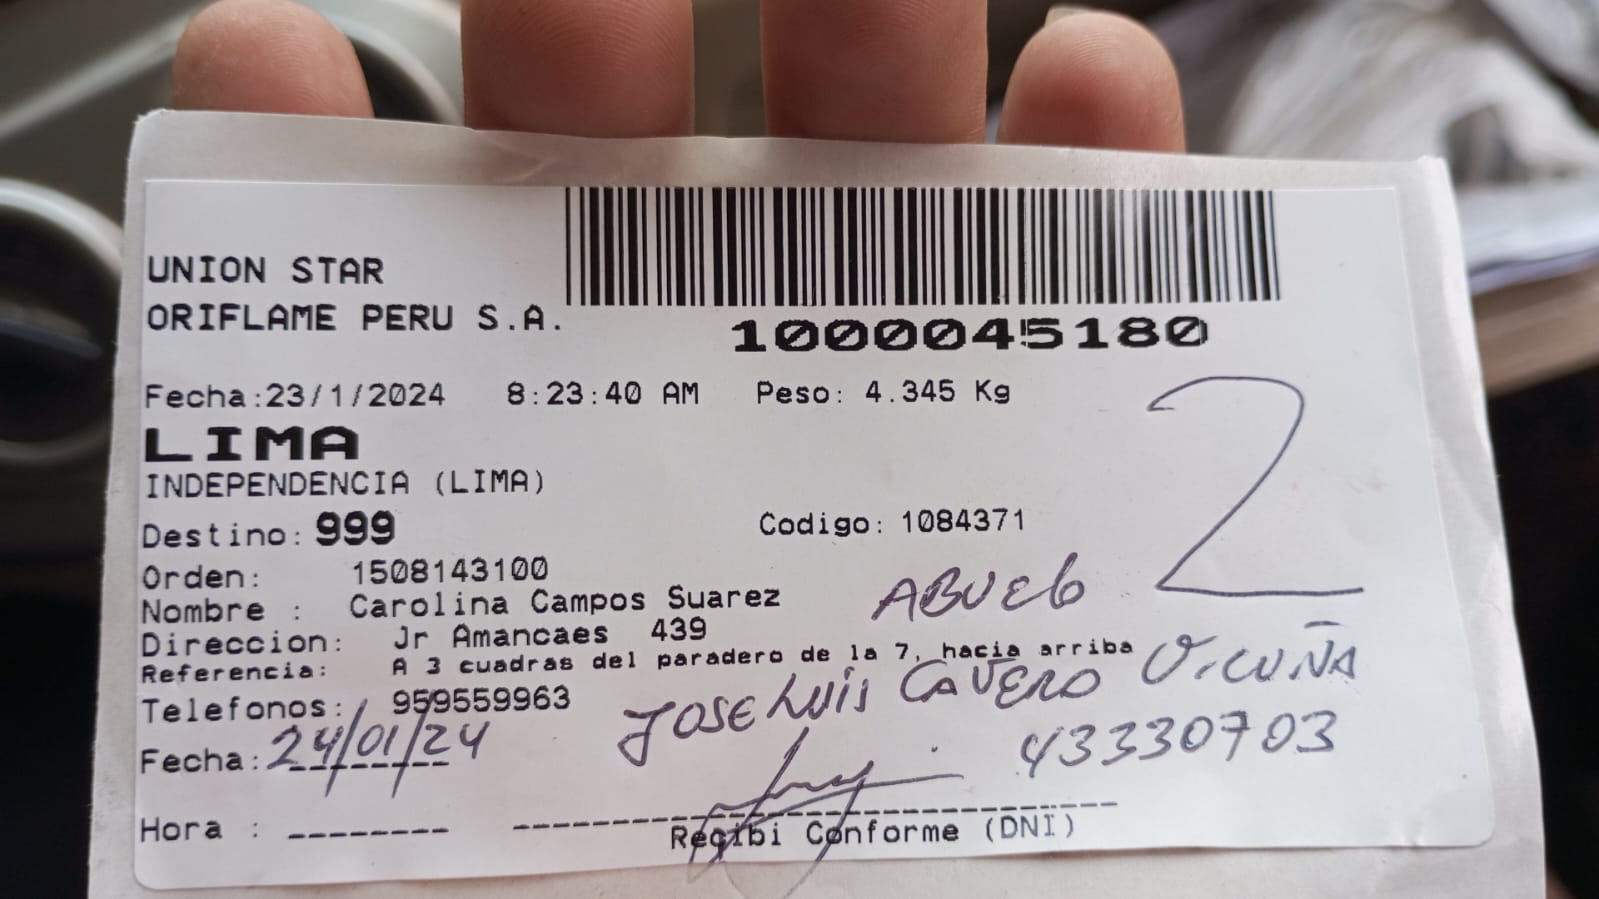 UNION STAR
ORIFLAME PERU S.A.
1000045180
Fecha:23/1/2024 8:23:40 AM Peso: 4.345 Kg
2
LIMA
INDEPENDENCIA (LIMA)
Destino: 999 Codigo: 1084371
Orden: 1508143100
Nombre : Carolina Campos Suarez
ABUElo
Direccion: Jr Amancaes 439
Referencia: A 3 cuadras del paradero de la 7, hacia arriba
Telefonos: 959559963
JOSE LUIS CAVERO VICUÑA
Fecha: 24/01/24 43330703
Hora :
Recibi Conforme (DNI)